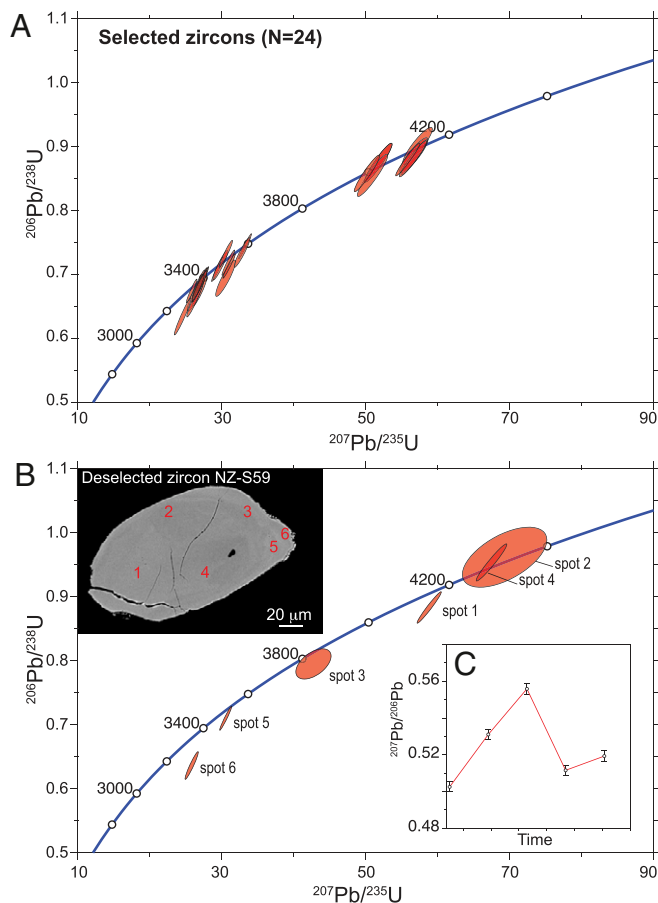 A
Selected zircons (N=24)
1.1
1.0
0.9
0.8
0.7
0.6
0.5
206Pb/238U
4200
3800
3400
3000
10
30
50
70
90
207Pb/235U
B
Deselected zircon NZ-S59
1
2
3
4
5
6
20 µm
1.1
1.0
0.9
0.8
0.7
0.6
0.5
206Pb/238U
4200
3800
3400
3000
spot 2
spot 4
spot 1
spot 3
spot 5
spot 6
C
0.56
0.52
0.48
207Pb/206Pb
Time
10
30
50
70
90
207Pb/235U